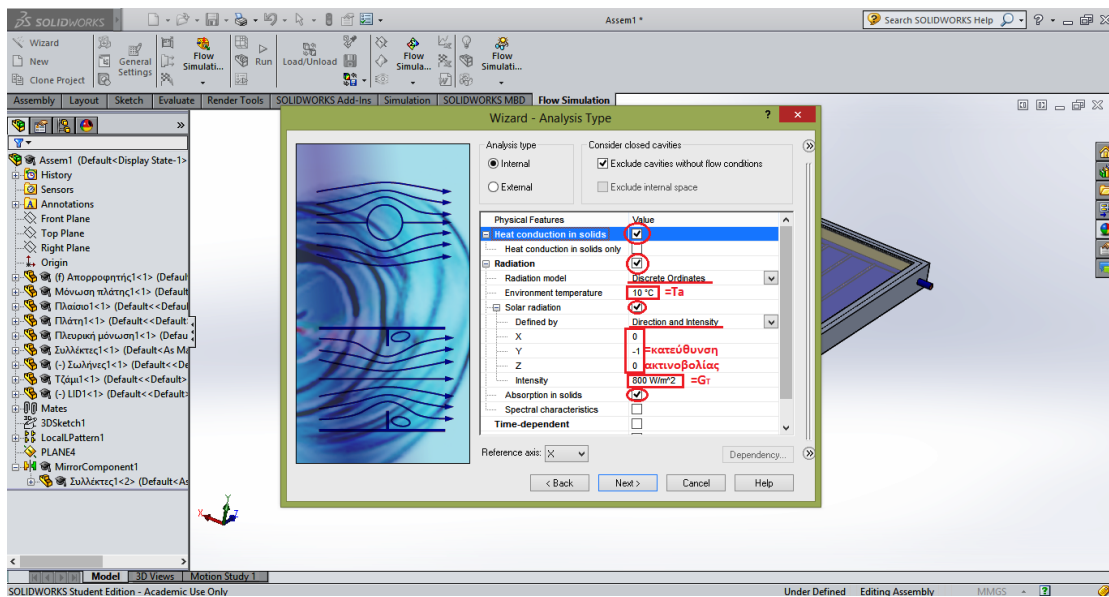 SOLIDWORKS
Assem1 *
Search SOLIDWORKS Help
Wizard
New
Clone Project
General Settings
Flow Simulati...
Run
Load/Unload
Flow Simula...
Flow Simulati...
Assembly Layout Sketch Evaluate Render Tools SOLIDWORKS Add-Ins Simulation SOLIDWORKS MBD Flow Simulation
Assem1 (Default<Display State-1>
History
Sensors
Annotations
Front Plane
Top Plane
Right Plane
Origin
(f) Απορροφητής1<1> (Defaul
Μόνωση πλάτης1<1> (Default
Πλαίσιο1<1> (Default<<Defaul
Πλάτη1<1> (Default<<Default
Πλευρική μόνωση1<1> (Defau
Συλλέκτες1<1> (Default<As Ma
(-) Σωλήνες1<1> (Default<<De
Τζάμι1<1> (Default<<Default>
(-) LID1<1> (Default<<Default:
Mates
3DSketch1
LocalLPattern1
PLANE4
MirrorComponent1
Συλλέκτες1<2> (Default<As
Wizard - Analysis Type
Analysis type
Internal
External
Consider closed cavities
Exclude cavities without flow conditions
Exclude internal space
Physical Features Value
Heat conduction in solids
Heat conduction in solids only
Radiation
Radiation model Discrete Ordinates
Environment temperature 10 °C =Ta
Solar radiation
Defined by Direction and Intensity
X 0
Y -1 =κατεύθυνση
Z 0 ακτινοβολίας
Intensity 800 W/m^2 =GT
Absorption in solids
Spectral characteristics
Time-dependent
Reference axis: X
Dependency...
< Back Next > Cancel Help
Y
X Z
Model 3D Views Motion Study 1
SOLIDWORKS Student Edition - Academic Use Only
Under Defined Editing Assembly MMGS